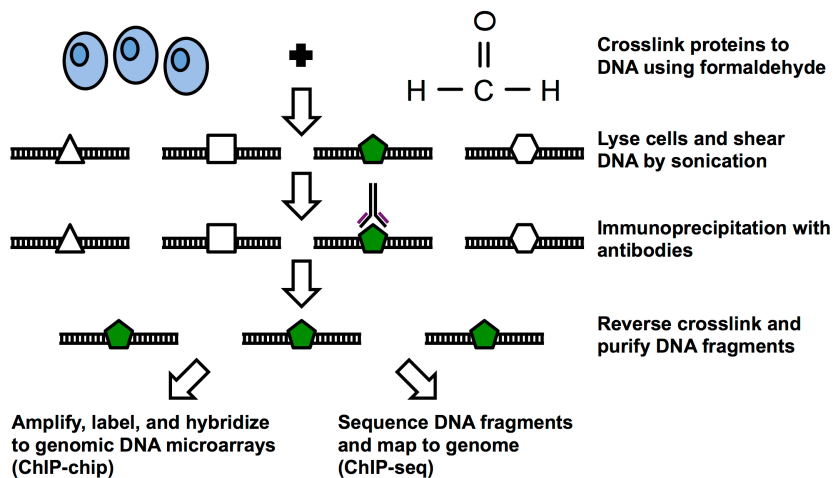 O
H — C — H
Crosslink proteins to
DNA using formaldehyde
Lyse cells and shear
DNA by sonication
Immunoprecipitation with
antibodies
Reverse crosslink and
purify DNA fragments
Amplify, label, and hybridize
to genomic DNA microarrays
(ChIP-chip)
Sequence DNA fragments
and map to genome
(ChIP-seq)